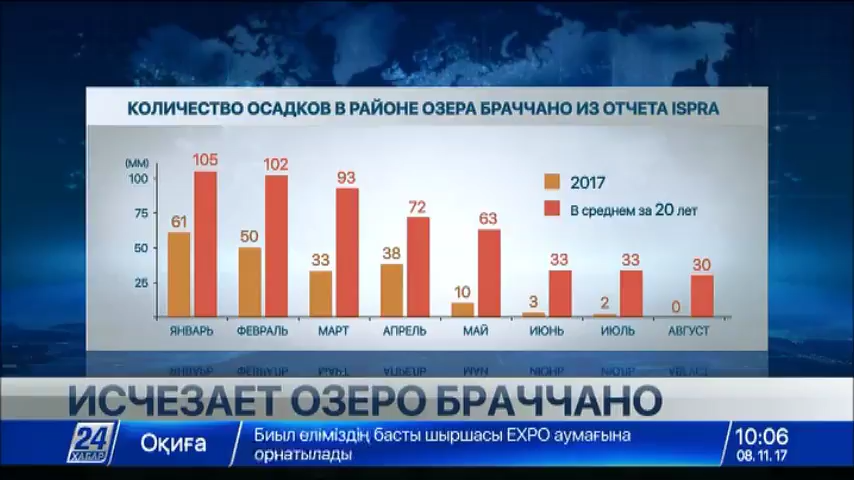 КОЛИЧЕСТВО ОСАДКОВ В РАЙОНЕ ОЗЕРА БРАЧЧАНО ИЗ ОТЧЕТА ISPRA
(ММ)
100
75
50
25
2017
В среднем за 20 лет
61 105
50 102
33 93
38 72
10 63
3 33
2 33
0 30
ЯНВАРЬ ФЕВРАЛЬ МАРТ АПРЕЛЬ МАЙ ИЮНЬ ИЮЛЬ АВГУСТ
ИСЧЕЗАЕТ ОЗЕРО БРАЧЧАНО
24
ХАБАР
Оқиға
Биыл еліміздің басты шыршасы EXPO аумағына
орнатылады
10:06
08.11.17